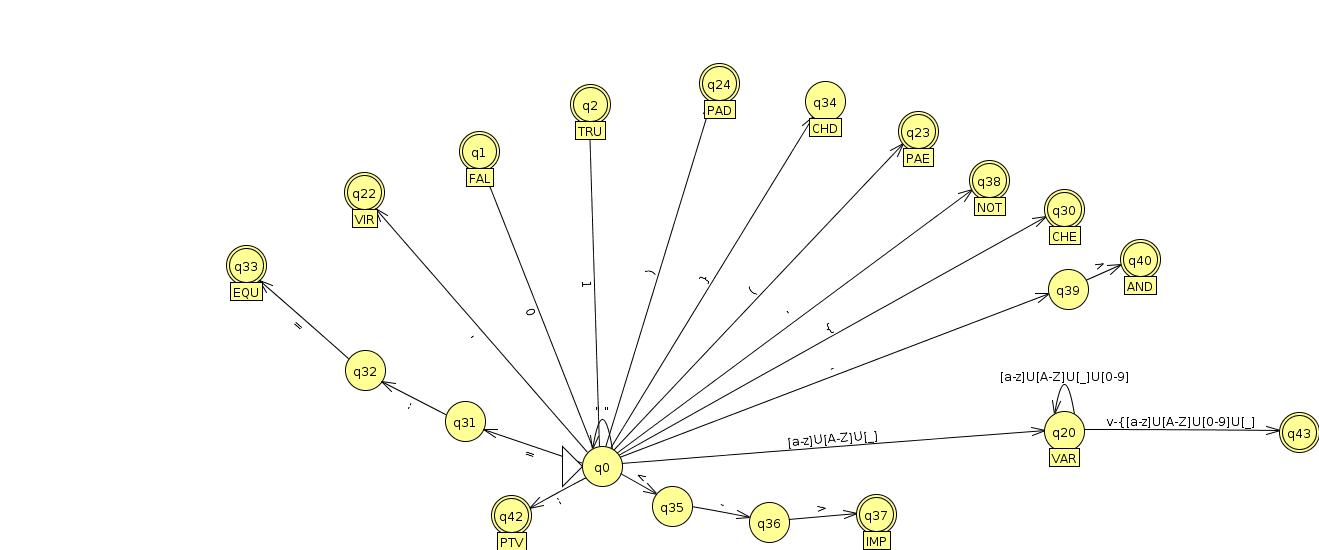 q24
PAD
q34
CHD
q2
TRU
q23
PAE
q1
FAL
q38
NOT
q22
VIR
q30
CHE
q33
EQU
q40
AND
q39
>
(
}
)
{
1
0
=
q32
:
q31
=
[a-z]U[A-Z]U[_]U[0-9]
[a-z]U[A-Z]U[_]
q20
VAR
v-{[a-z]U[A-Z]U[0-9]U[_]
q43
q0
<
q35
-
q36
>
q37
IMP
q42
PTV